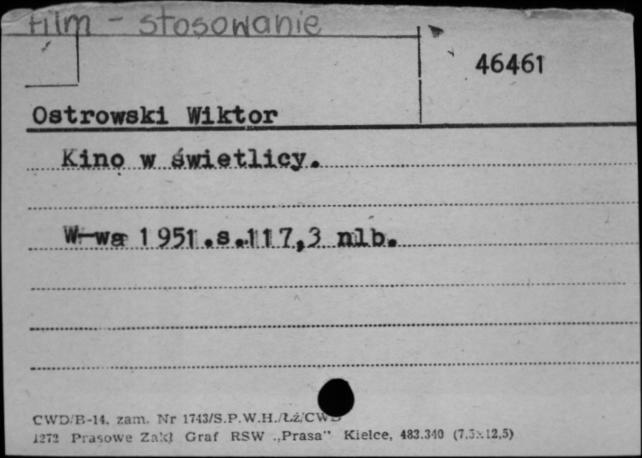 Film - stosowanie
46461
Ostrowski Wiktor
Kino w świetlicy.
W-wa 1951.s.117,3 nlb.
CWD/B-14, zam. Nr 1743/S.P.W.H./Łż/CWD
1272 Prasowe Zakł Graf RSW „Prasa" Kielce, 483.340 (7,5x12,5)